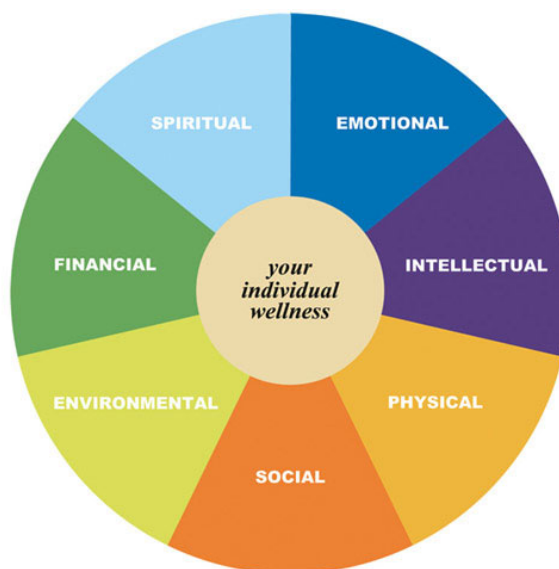 SPIRITUAL
EMOTIONAL
FINANCIAL
your
individual
wellness
INTELLECTUAL
ENVIRONMENTAL
PHYSICAL
SOCIAL